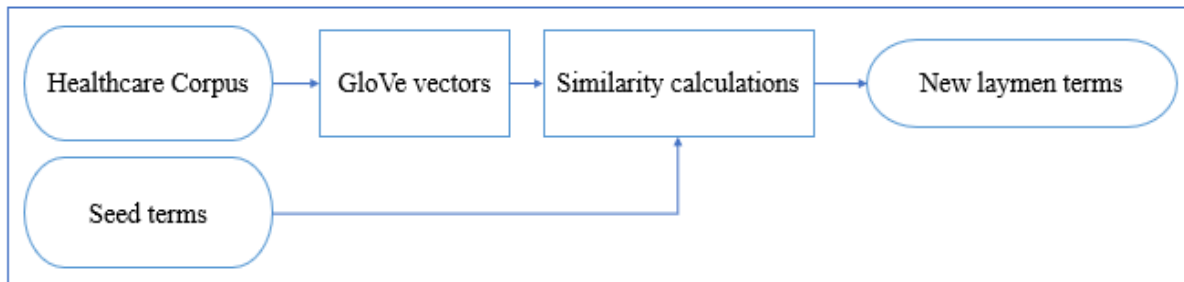 Healthcare Corpus
GloVe vectors
Similarity calculations
New laymen terms
Seed terms